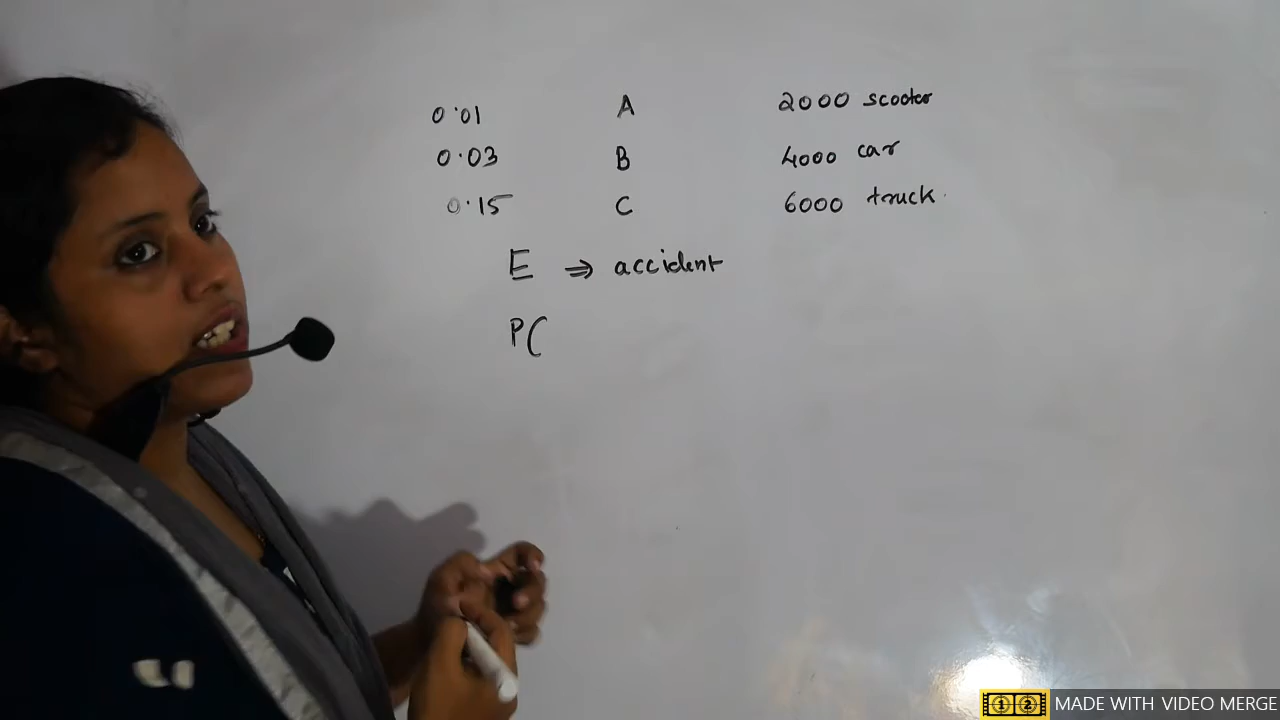 0.01 A 2000 scooter
0.03 B 4000 car
0.15 C 6000 truck
E ⇒ accident
P(
MADE WITH VIDEO MERGE